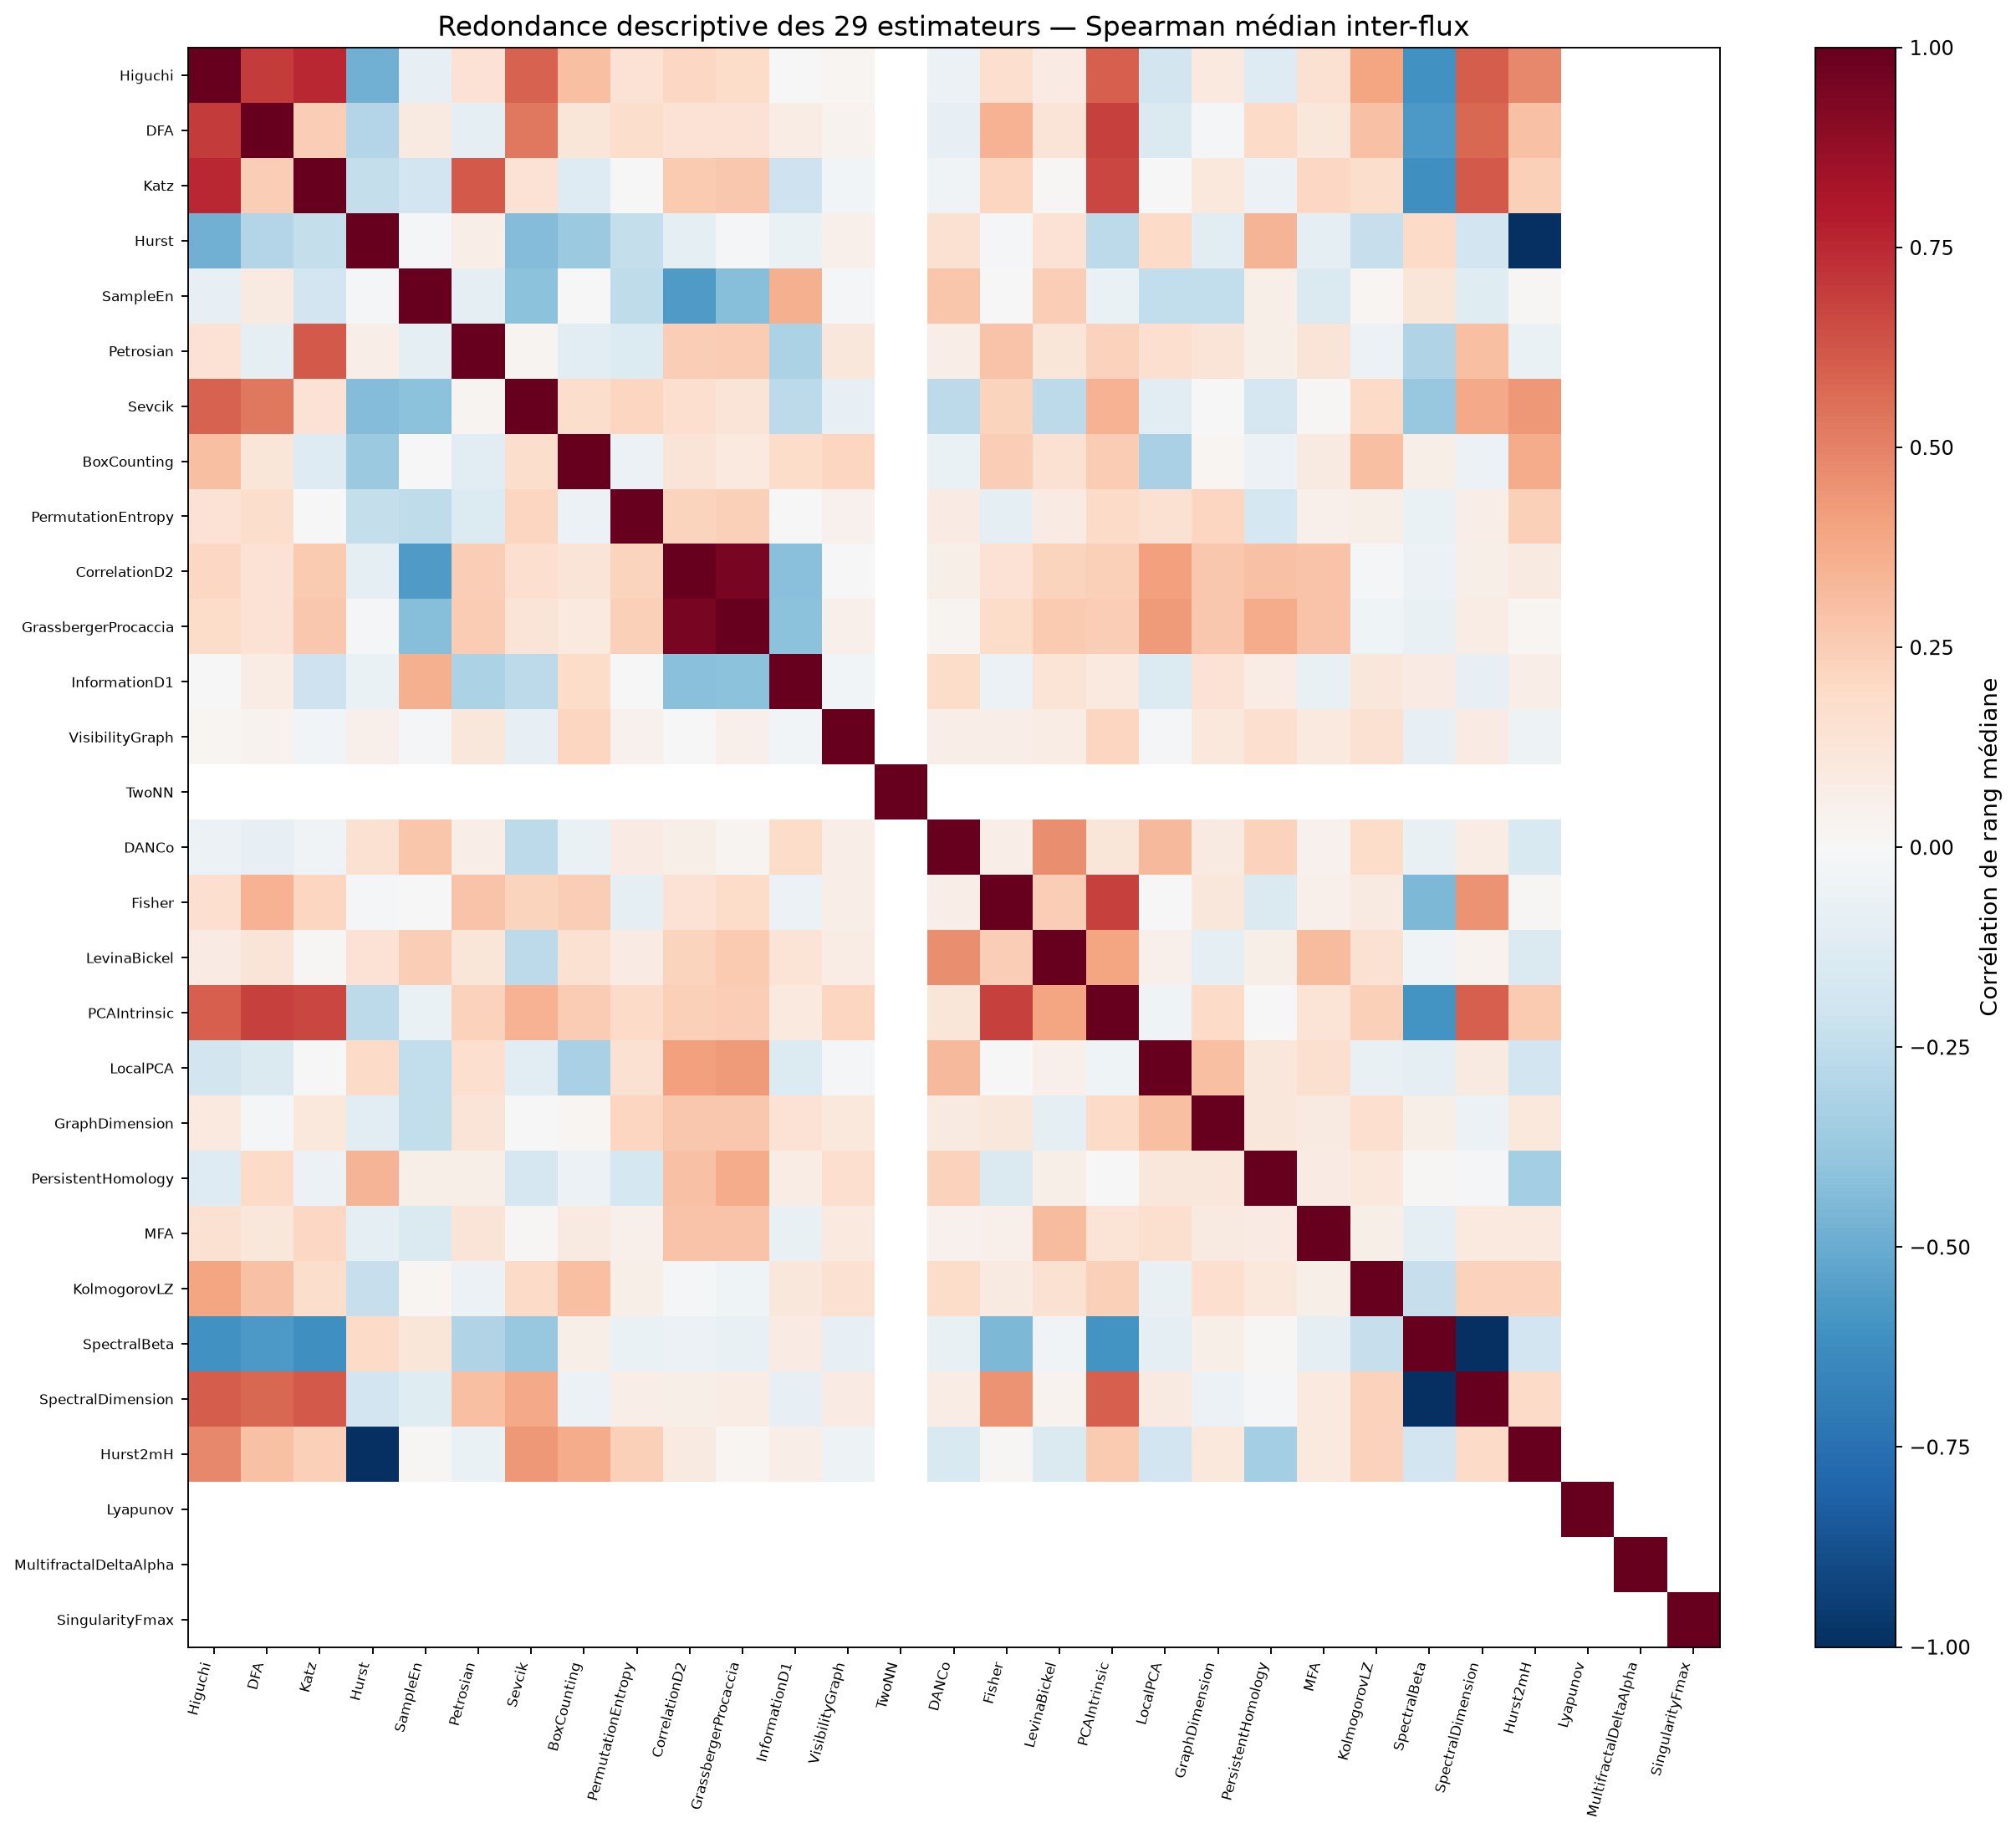 Redondance descriptive des 29 estimateurs — Spearman médian inter-flux
Higuchi
DFA
Katz
Hurst
SampleEn
Petrosian
Sevcik
BoxCounting
PermutationEntropy
CorrelationD2
GrassbergerProcaccia
InformationD1
VisibilityGraph
TwoNN
DANCo
Fisher
LevinaBickel
PCAIntrinsic
LocalPCA
GraphDimension
PersistentHomology
MFA
KolmogorovLZ
SpectralBeta
SpectralDimension
Hurst2mH
Lyapunov
MultifractalDeltaAlpha
SingularityFmax
Higuchi
DFA
Katz
Hurst
SampleEn
Petrosian
Sevcik
BoxCounting
PermutationEntropy
CorrelationD2
GrassbergerProcaccia
InformationD1
VisibilityGraph
TwoNN
DANCo
Fisher
LevinaBickel
PCAIntrinsic
LocalPCA
GraphDimension
PersistentHomology
MFA
KolmogorovLZ
SpectralBeta
SpectralDimension
Hurst2mH
Lyapunov
MultifractalDeltaAlpha
SingularityFmax
1.00
0.75
0.50
0.25
0.00
−0.25
−0.50
−0.75
−1.00
Corrélation de rang médiane